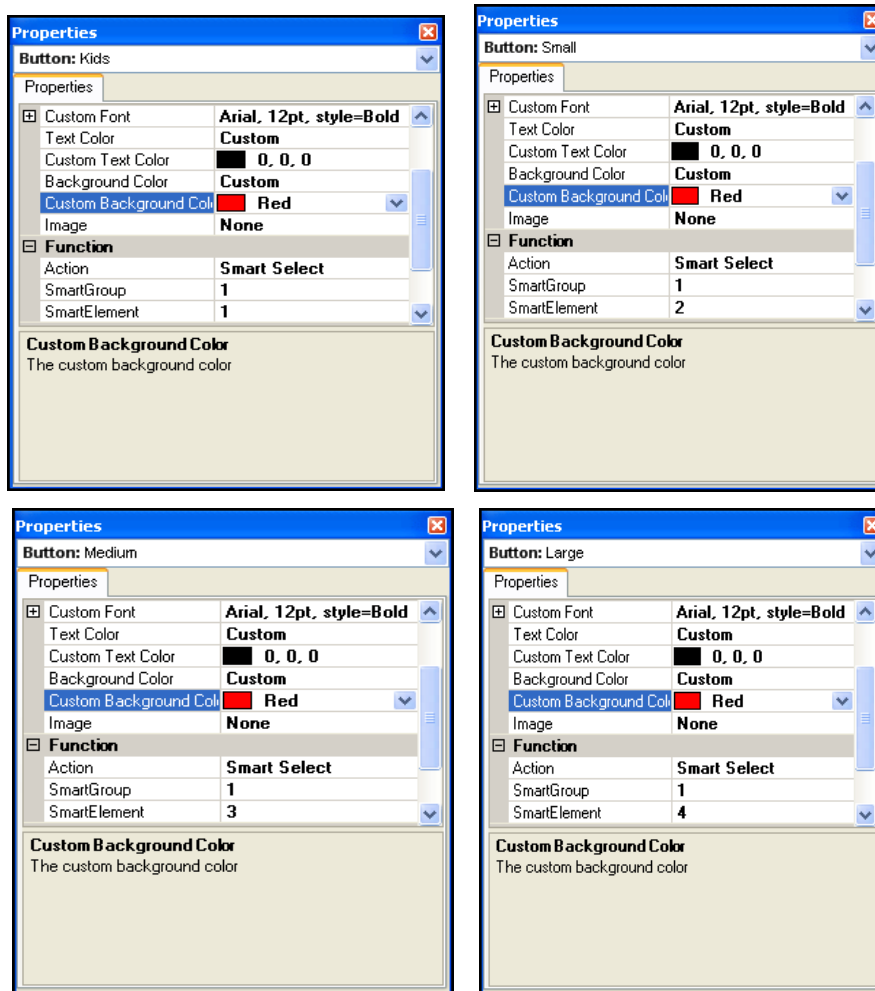 Properties
Button: Kids
Properties
Custom Font Arial, 12pt, style=Bold
Text Color Custom
Custom Text Color 0, 0, 0
Background Color Custom
Custom Background Col Red
Image None
Function
Action Smart Select
SmartGroup 1
SmartElement 1
Custom Background Color
The custom background color
Properties
Button: Small
Properties
Custom Font Arial, 12pt, style=Bold
Text Color Custom
Custom Text Color 0, 0, 0
Background Color Custom
Custom Background Col Red
Image None
Function
Action Smart Select
SmartGroup 1
SmartElement 2
Custom Background Color
The custom background color
Properties
Button: Medium
Properties
Custom Font Arial, 12pt, style=Bold
Text Color Custom
Custom Text Color 0, 0, 0
Background Color Custom
Custom Background Col Red
Image None
Function
Action Smart Select
SmartGroup 1
SmartElement 3
Custom Background Color
The custom background color
Properties
Button: Large
Properties
Custom Font Arial, 12pt, style=Bold
Text Color Custom
Custom Text Color 0, 0, 0
Background Color Custom
Custom Background Col Red
Image None
Function
Action Smart Select
SmartGroup 1
SmartElement 4
Custom Background Color
The custom background color